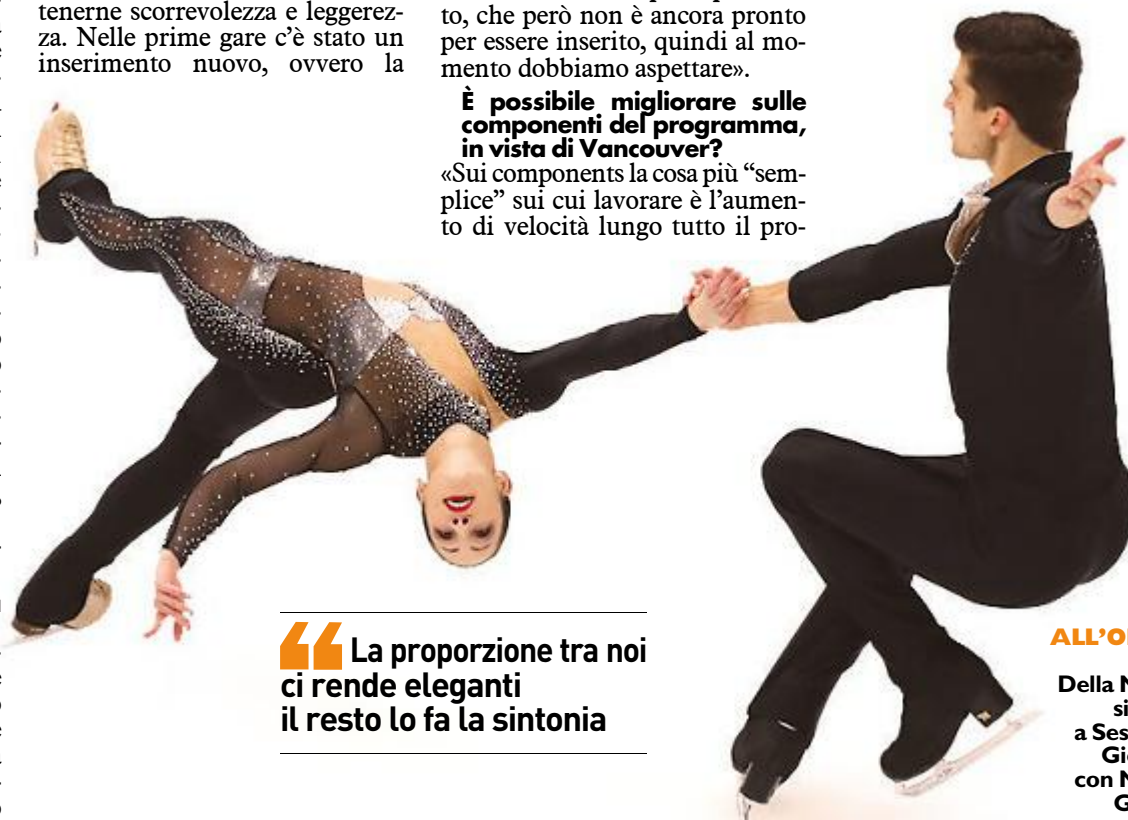 tenerne scorrevolezza e leggerez-
za. Nelle prime gare c’è stato un
inserimento nuovo, ovvero la
to, che però non è ancora pronto
per essere inserito, quindi al mo-
mento dobbiamo aspettare».
È possibile migliorare sulle
componenti del programma,
in vista di Vancouver?
«Sui components la cosa più “sem-
plice” sui cui lavorare è l’aumen-
to di velocità lungo tutto il pro-
“La proporzione tra noi
ci rende eleganti
il resto lo fa la sintonia
Della
a
con